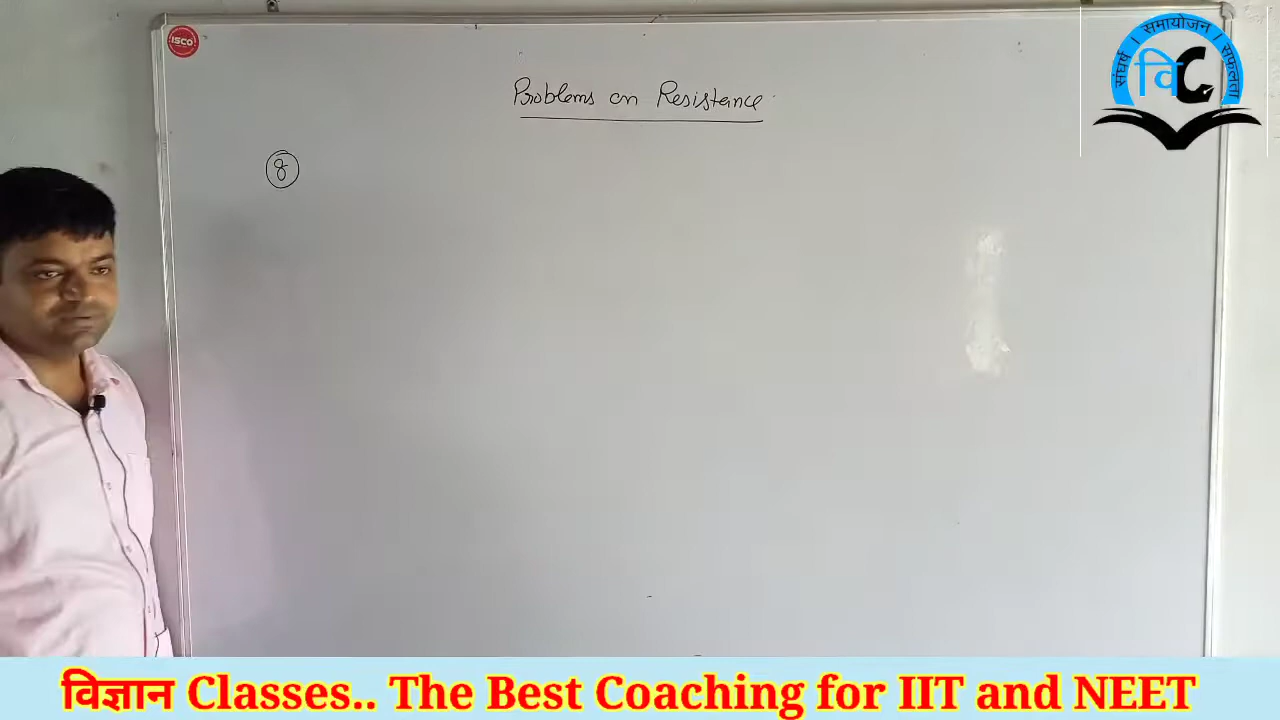 ISCO
संघर्ष । समायोजन । सफलता
वि
Problems on Resistance
8
विज्ञान Classes.. The Best Coaching for IIT and NEET